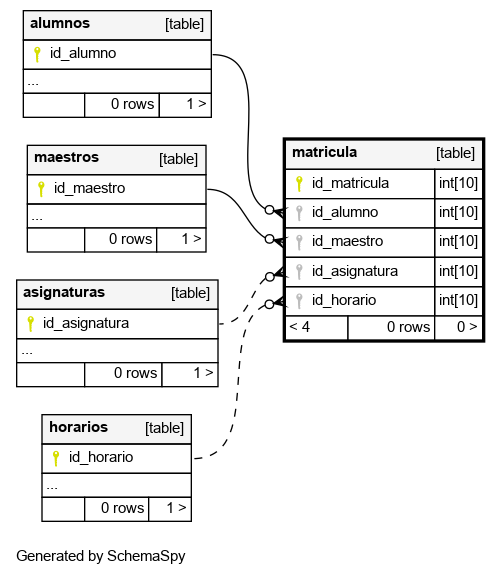 alumnos [table]
id_alumno
...
0 rows 1 >
maestros [table]
id_maestro
...
0 rows 1 >
asignaturas [table]
id_asignatura
...
0 rows 1 >
horarios [table]
id_horario
...
0 rows 1 >
matricula [table]
id_matricula int[10]
id_alumno int[10]
id_maestro int[10]
id_asignatura int[10]
id_horario int[10]
< 4 0 rows 0 >
Generated by SchemaSpy